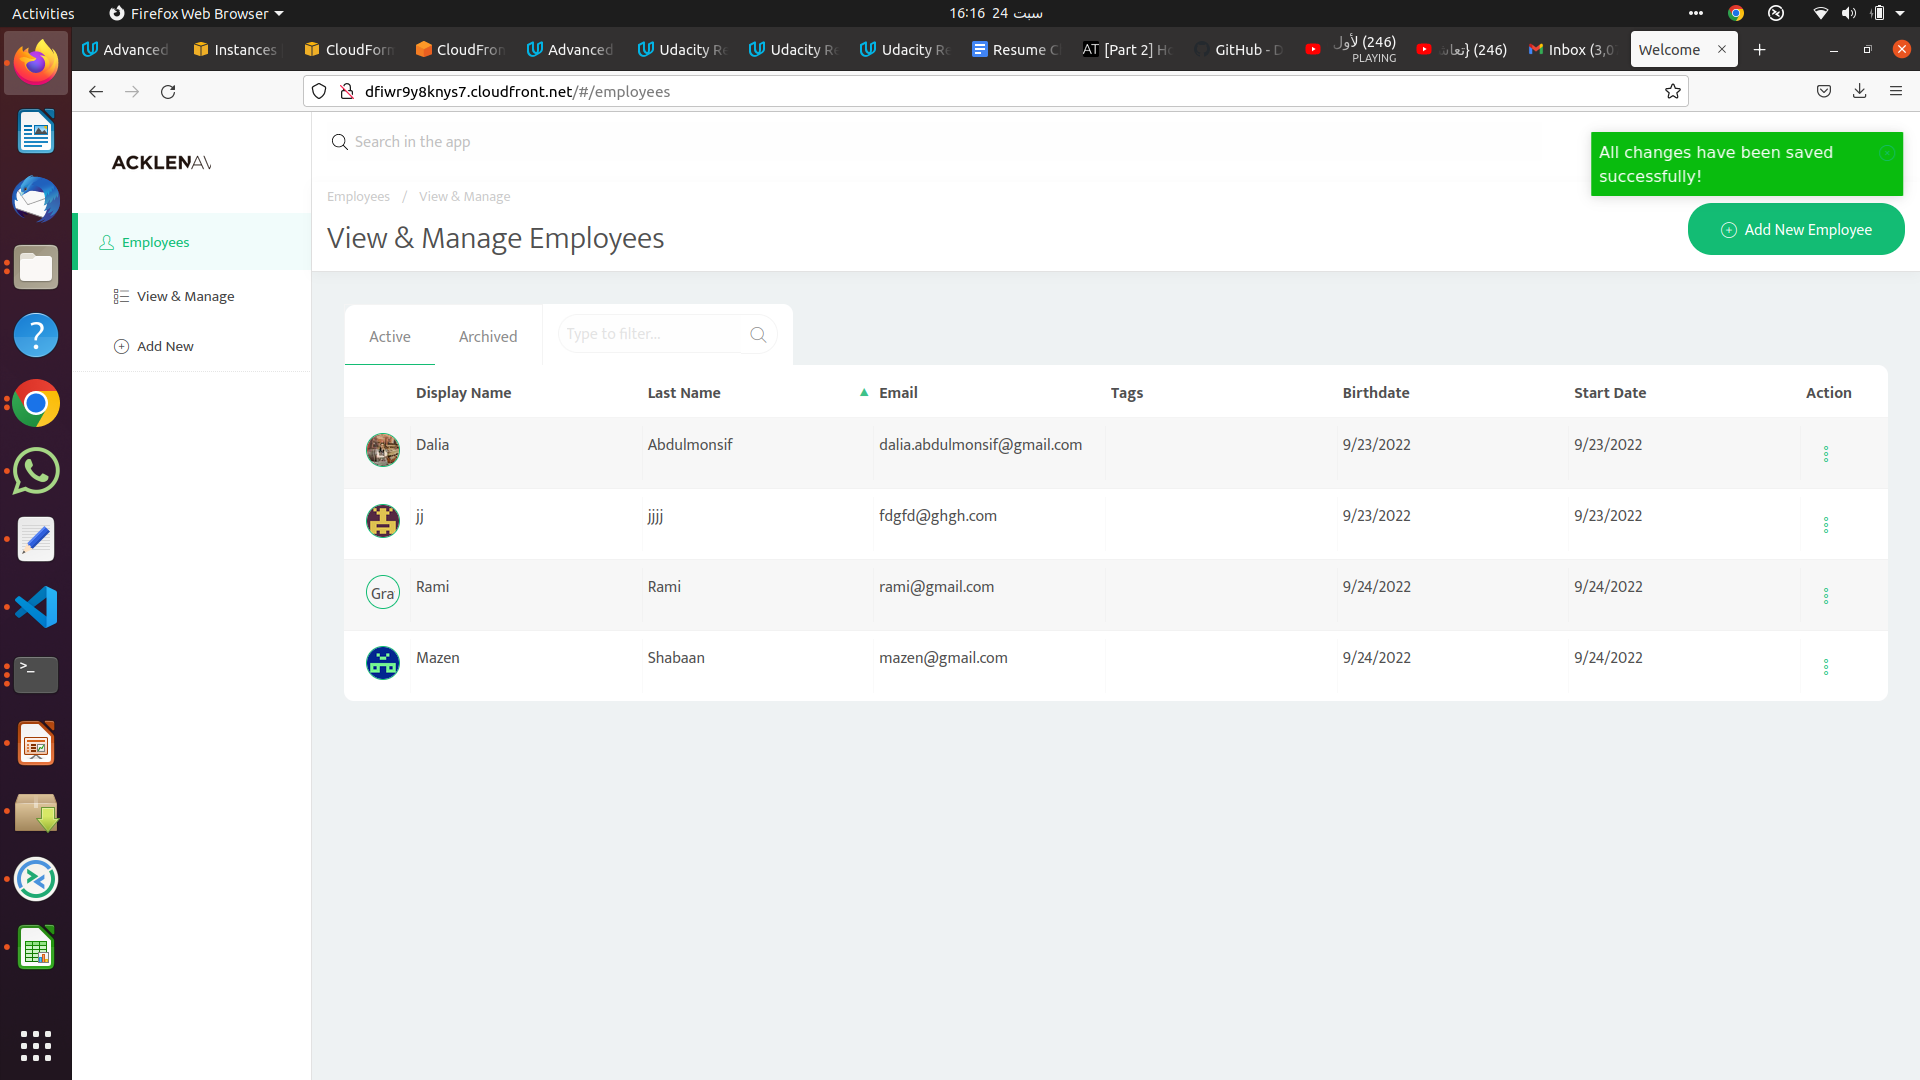 Activities
Firefox Web Browser
16:16 24 سبت
Advanced
Instances
CloudForm
CloudFron
Advanced
Udacity Re
Udacity Re
Udacity Re
Resume C
AT [Part 2] Ho
GitHub - D
(246) لأول
PLAYING
(246)
Inbox (3,0
Welcome
dfiwr9y8knys7.cloudfront.net/#/employees
ACKLENAV
Search in the app
All changes have been saved
successfully!
Employees / View & Manage
View & Manage Employees
Add New Employee
Employees
View & Manage
Add New
Active
Archived
Type to filter...
Display Name Last Name Email Tags Birthdate Start Date Action
Dalia Abdulmonsif dalia.abdulmonsif@gmail.com 9/23/2022 9/23/2022
jj jjjj fdgfd@ghgh.com 9/23/2022 9/23/2022
Gra Rami Rami rami@gmail.com 9/24/2022 9/24/2022
Mazen Shabaan mazen@gmail.com 9/24/2022 9/24/2022